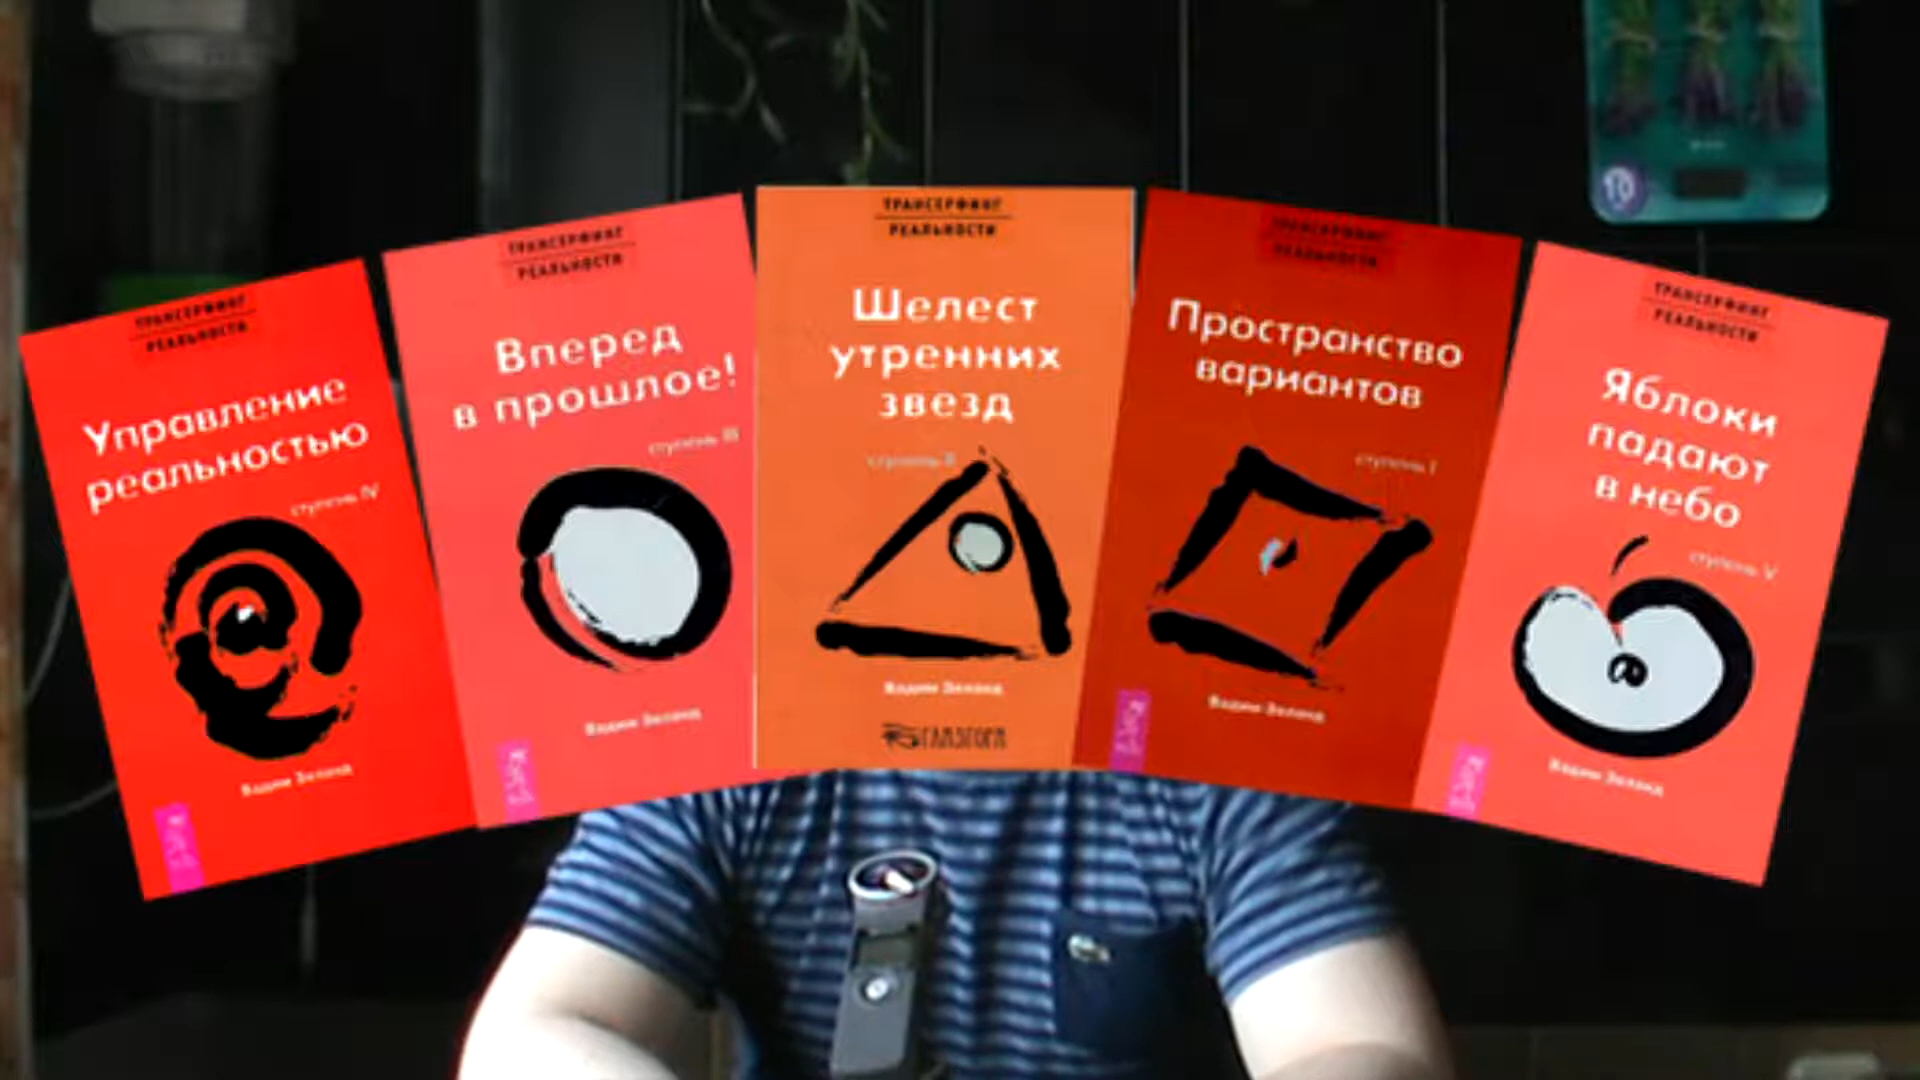 ТРАНСЕРФИНГ
РЕАЛЬНОСТИ
Управление
реальностью
ступень IV
Вадим Зеланд
ТРАНСЕРФИНГ
РЕАЛЬНОСТИ
Вперед
в прошлое!
ступень III
Вадим Зеланд
ТРАНСЕРФИНГ
РЕАЛЬНОСТИ
Шелест
утренних
звезд
ступень II
Вадим Зеланд
ТРАНСЕРФИНГ
РЕАЛЬНОСТИ
Пространство
вариантов
ступень I
Вадим Зеланд
ТРАНСЕРФИНГ
РЕАЛЬНОСТИ
Яблоки
падают
в небо
ступень V
Вадим Зеланд
10